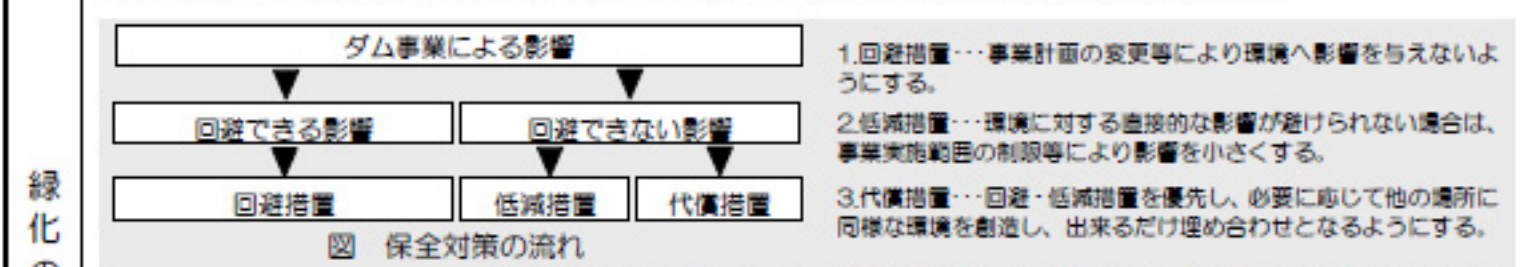 ダム事業による影響
回避できる影響
回避できない影響
回避措置
低減措置
代償措置
図 保全対策の流れ
1.回避措置･･･事業計画の変更等により環境へ影響を与えないよ
うにする。
2.低減措置･･･環境に対する直接的な影響が避けられない場合は、
事業実施範囲の制限等により影響を小さくする。
3.代償措置･･･回避・低減措置を優先し、必要に応じて他の場所に
同様な環境を創造し、出来るだけ埋め合わせとなるようにする。
緑化